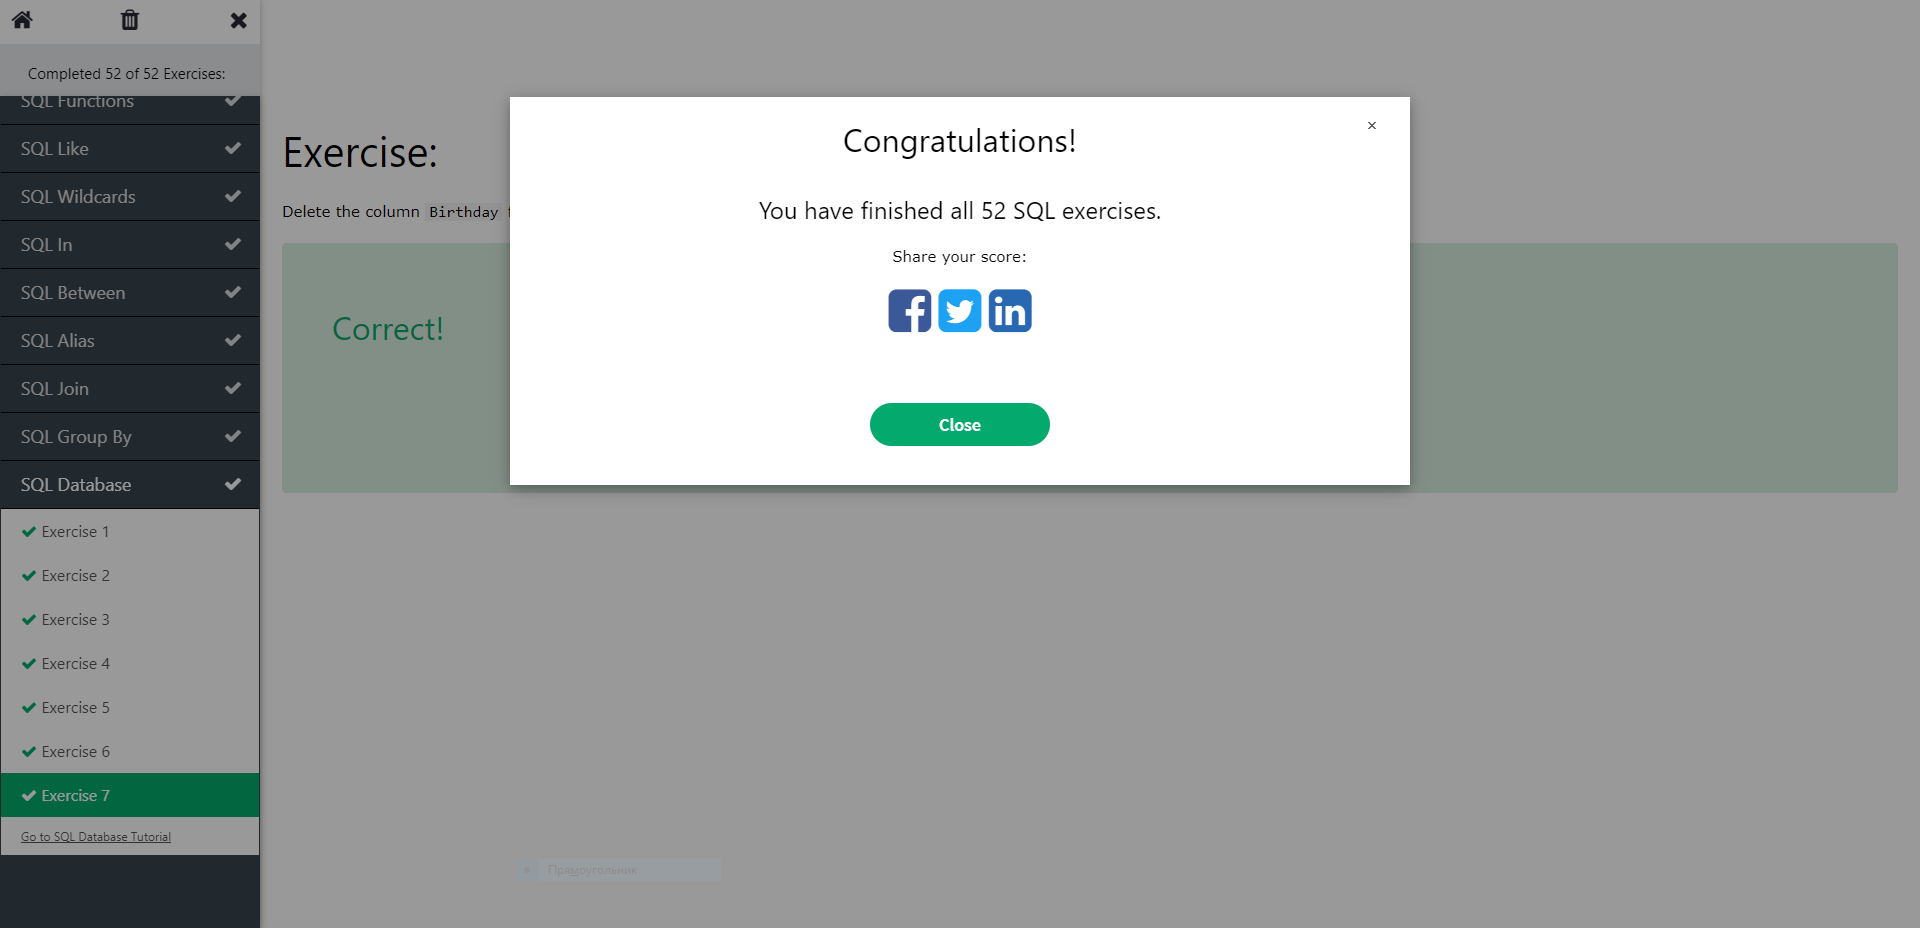 Completed 52 of 52 Exercises:
SQL Functions
SQL Like
SQL Wildcards
SQL In
SQL Between
SQL Alias
SQL Join
SQL Group By
SQL Database
Exercise 1
Exercise 2
Exercise 3
Exercise 4
Exercise 5
Exercise 6
Exercise 7
Go to SQL Database Tutorial
Exercise:
Delete the column Birthday
Correct!
×
Congratulations!
You have finished all 52 SQL exercises.
Share your score:
Close
Прямоугольник